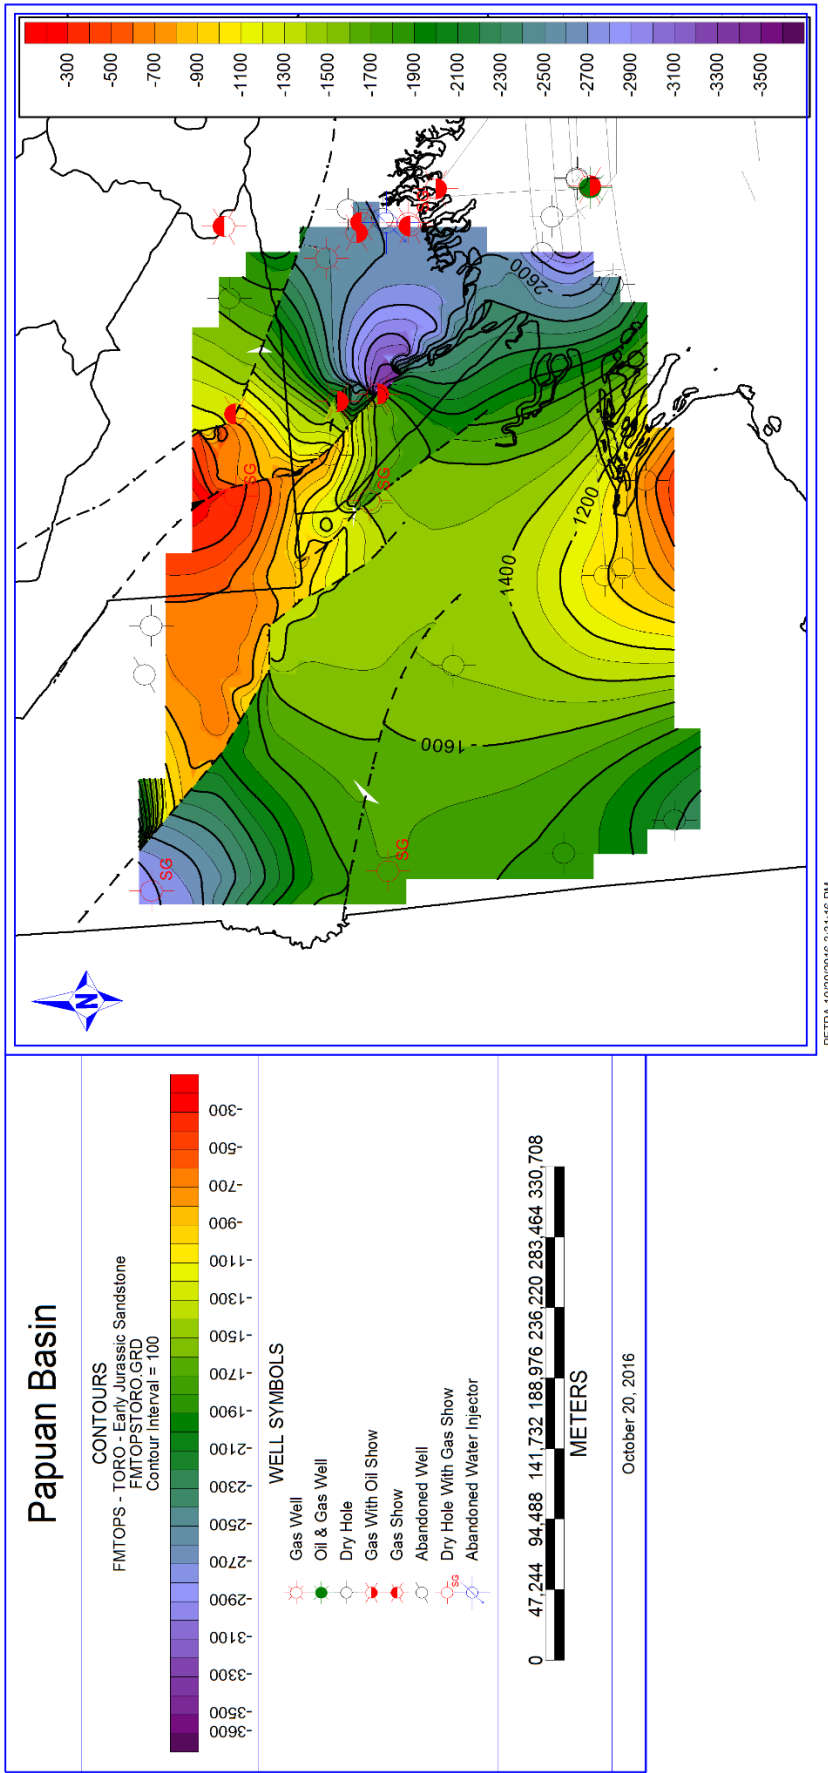 Papuan Basin
CONTOURS
FMTOPS - TORO - Early Jurassic Sandstone
FMTOPSTORO.GRD
Contour Interval = 100
-300
-500
-700
-900
-1100
-1300
-1500
-1700
-1900
-2100
-2300
-2500
-2700
-2900
-3100
-3300
-3500
-3600
WELL SYMBOLS
Gas Well
Oil & Gas Well
Dry Hole
Gas With Oil Show
Gas Show
Abandoned Well
SG Dry Hole With Gas Show
Abandoned Water Injector
0 47,244 94,488 141,732 188,976 236,220 283,464 330,708
METERS
October 20, 2016
N
SG
SG
SG
SG
SG
-1600
-1400
-1200
-2600
-300
-500
-700
-900
-1100
-1300
-1500
-1700
-1900
-2100
-2300
-2500
-2700
-2900
-3100
-3300
-3500